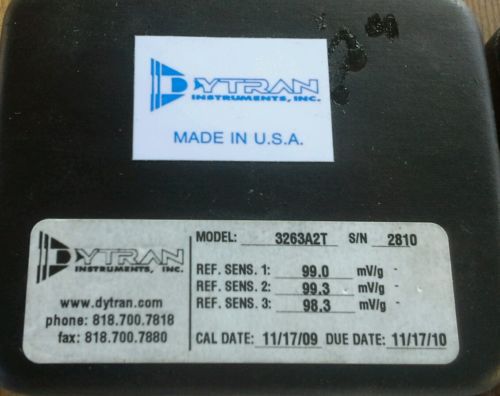 DYTRAN
INSTRUMENTS, INC.
MADE IN U.S.A.
DYTRAN
INSTRUMENTS, INC.
www.dytran.com
phone: 818.700.7818
fax: 818.700.7880
MODEL: 3263A2T S/N 2810
REF. SENS. 1: 99.0 mV/g
REF. SENS. 2: 99.3 mV/g
REF. SENS. 3: 98.3 mV/g
CAL DATE: 11/17/09 DUE DATE: 11/17/10